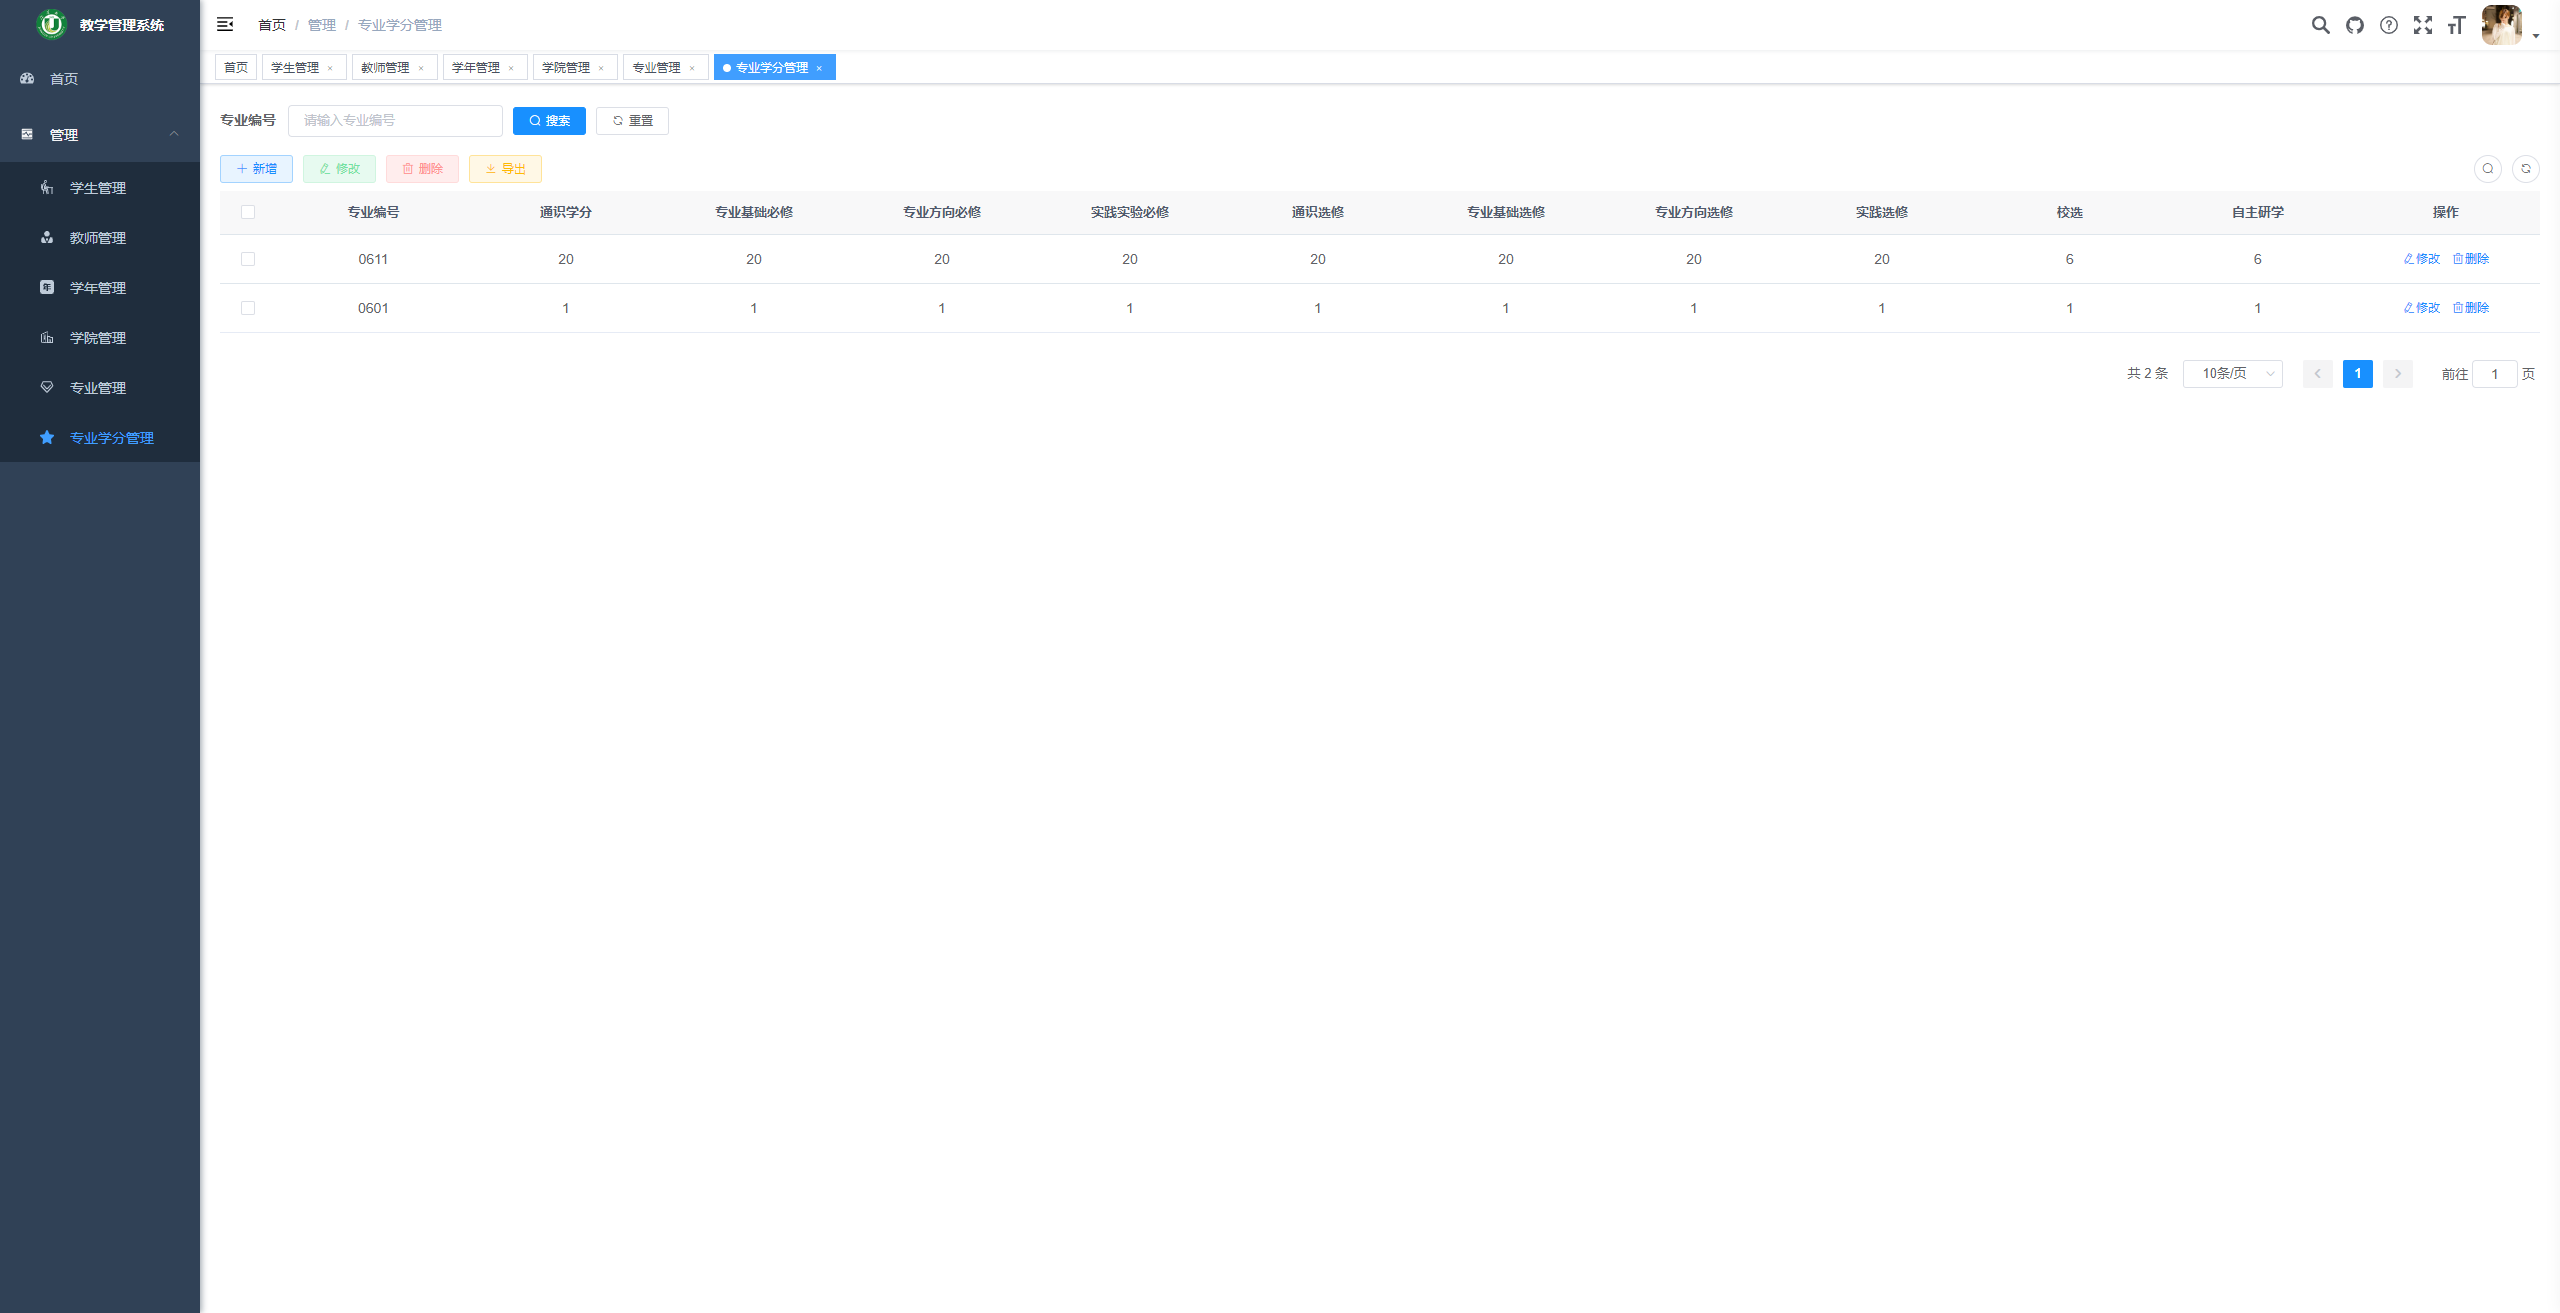 教学管理系统
首页
管理
学生管理
教师管理
学年管理
学院管理
专业管理
专业学分管理
首页 / 管理 / 专业学分管理
首页 学生管理 × 教师管理 × 学年管理 × 学院管理 × 专业管理 × 专业学分管理 ×
专业编号 请输入专业编号 搜索 重置
新增 修改 删除 导出
专业编号 通识学分 专业基础必修 专业方向必修 实践实验必修 通识选修 专业基础选修 专业方向选修 实践选修 校选 自主研学 操作
0611 20 20 20 20 20 20 20 20 6 6 修改 删除
0601 1 1 1 1 1 1 1 1 1 1 修改 删除
共 2 条 10条/页 1 前往 1 页